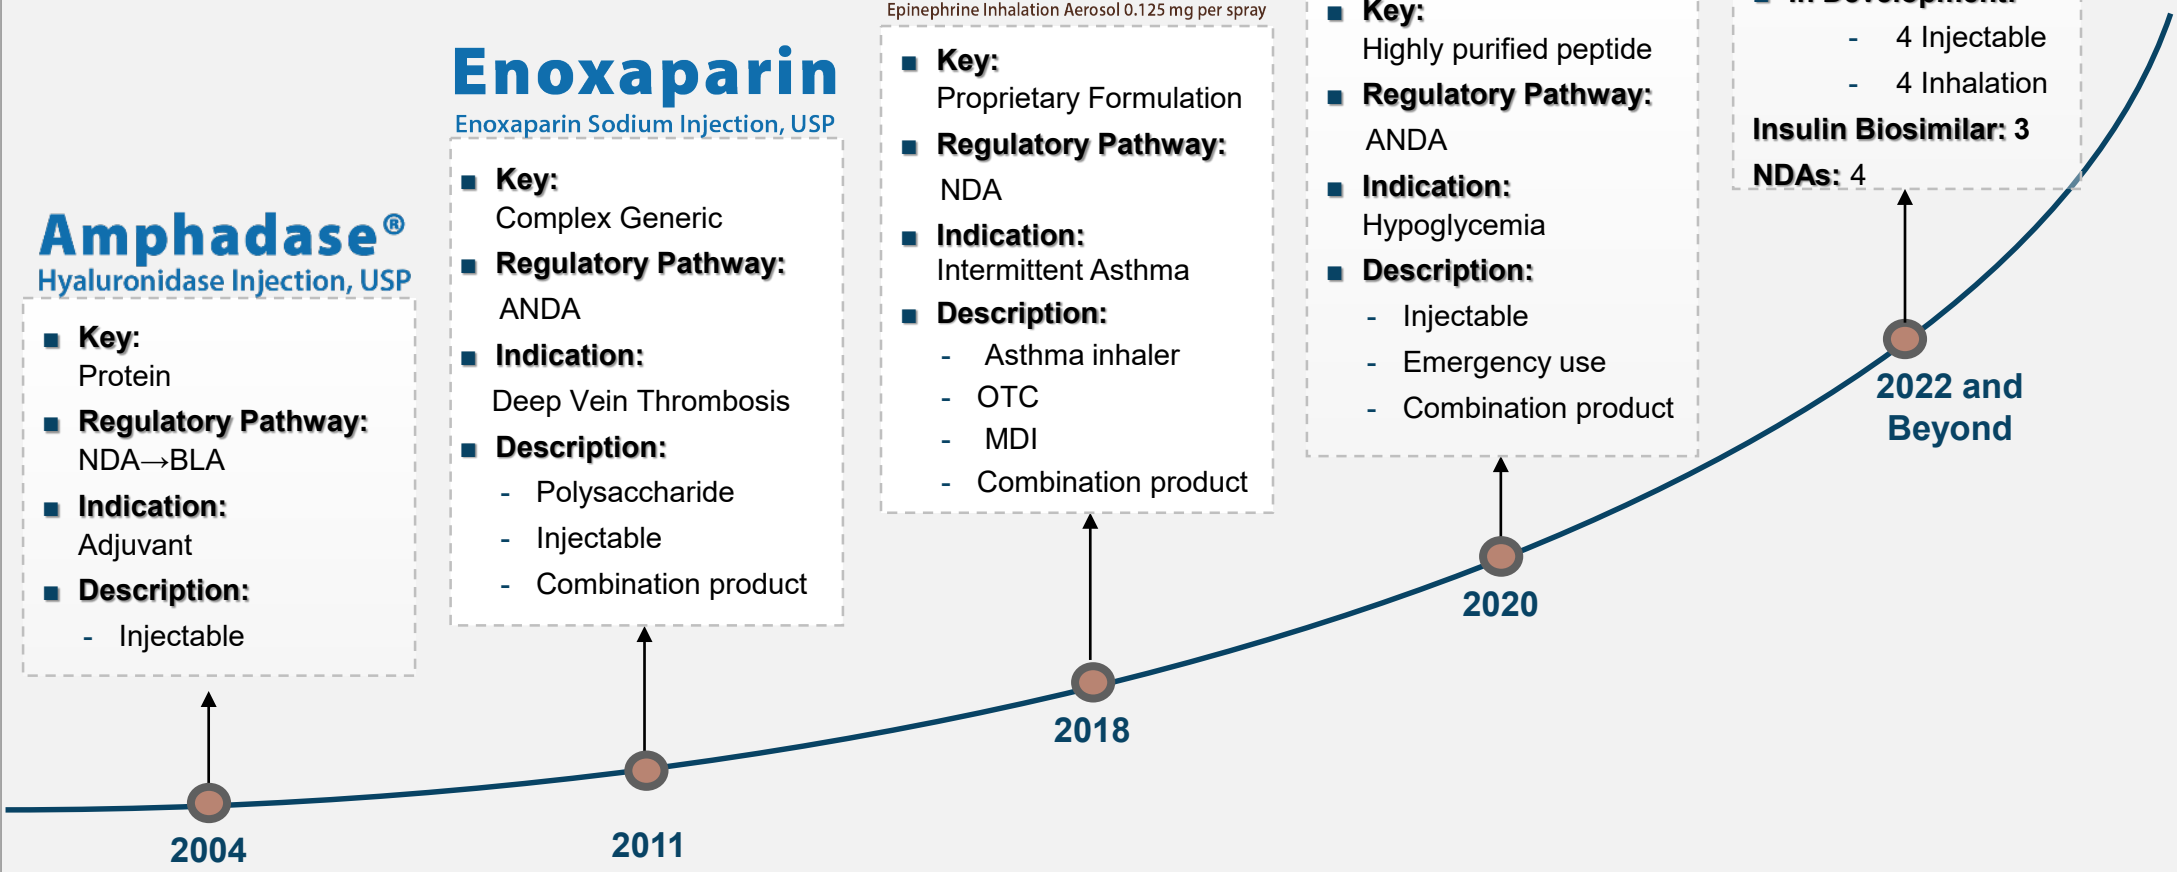 Amphadase®
Hyaluronidase Injection, USP
Key:
Protein
Regulatory Pathway:
NDA→BLA
Indication:
Adjuvant
Description:
- Injectable
2004
Enoxaparin
Enoxaparin Sodium Injection, USP
Key:
Complex Generic
Regulatory Pathway:
ANDA
Indication:
Deep Vein Thrombosis
Description:
- Polysaccharide
- Injectable
- Combination product
2011
Epinephrine Inhalation Aerosol 0.125 mg per spray
Key:
Proprietary Formulation
Regulatory Pathway:
NDA
Indication:
Intermittent Asthma
Description:
- Asthma inhaler
- OTC
- MDI
- Combination product
2018
Key:
Highly purified peptide
Regulatory Pathway:
ANDA
Indication:
Hypoglycemia
Description:
- Injectable
- Emergency use
- Combination product
2020
In Development:
- 4 Injectable
- 4 Inhalation
Insulin Biosimilar: 3
NDAs: 4
2022 and
Beyond